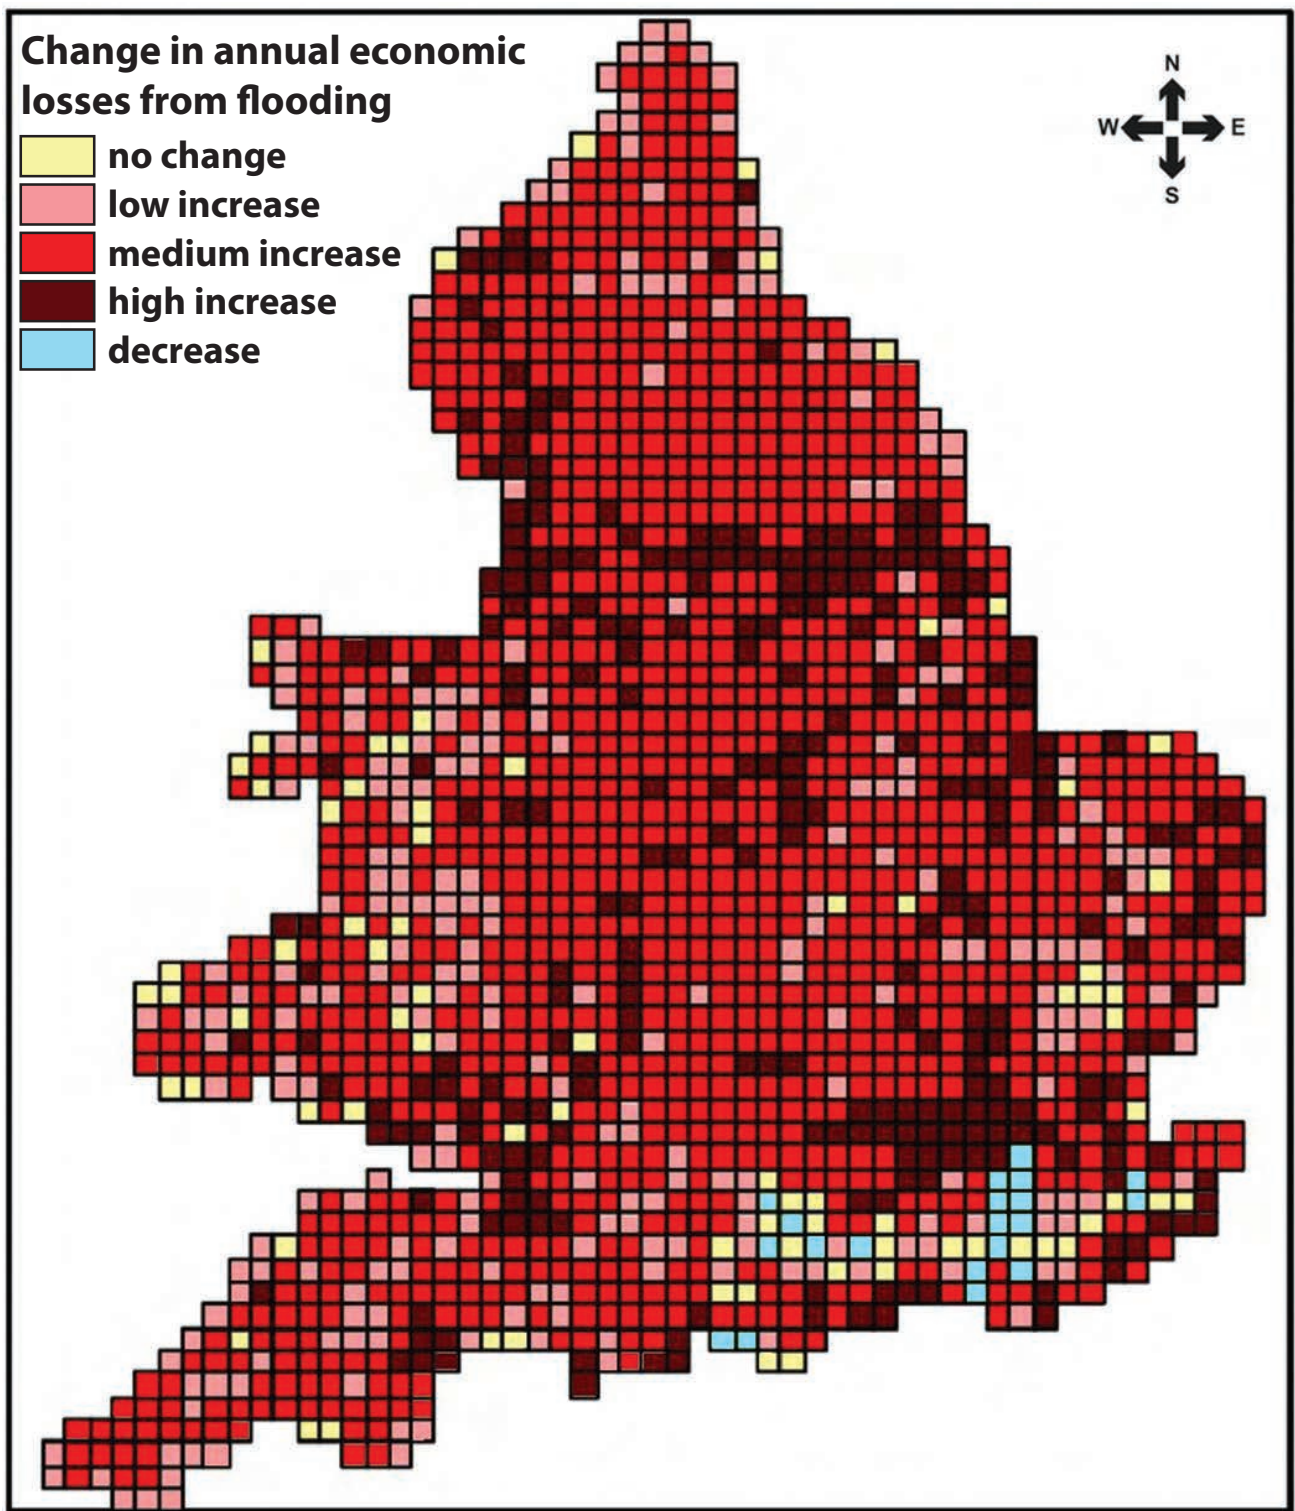 Change in annual economic
losses from flooding
no change
low increase
medium increase
high increase
decrease
N
W E
S